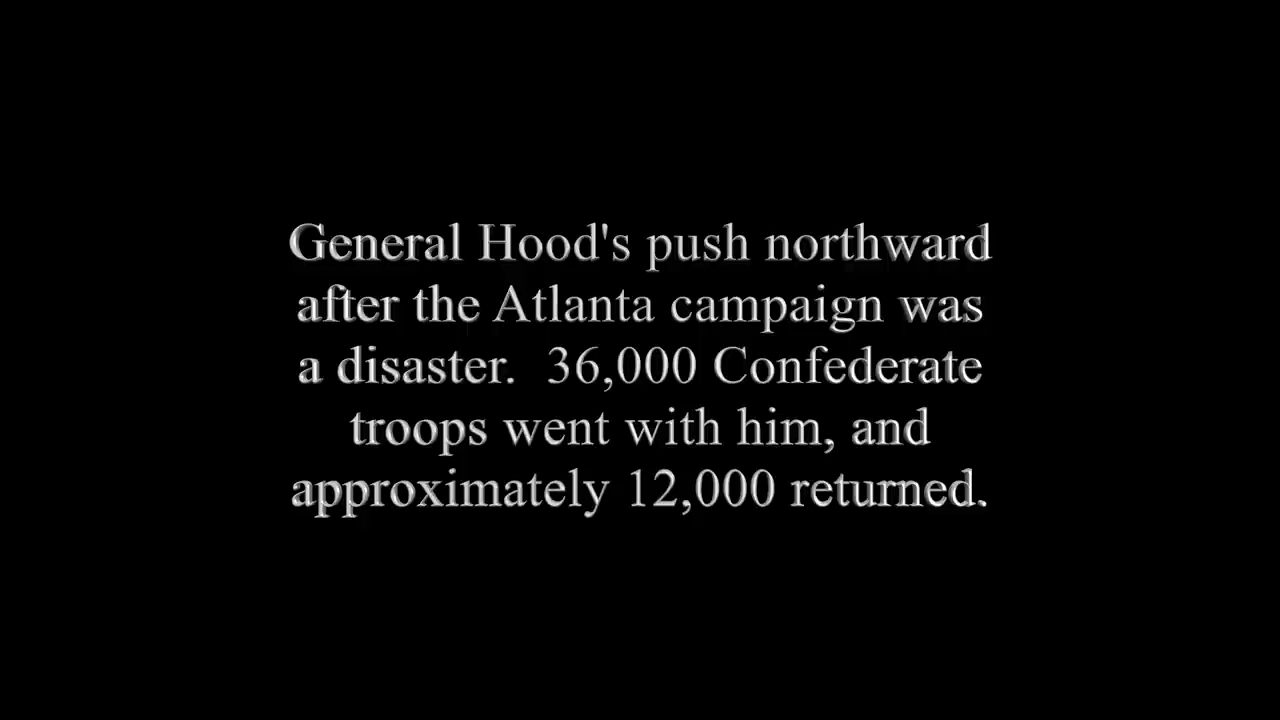 General Hood's push northward
after the Atlanta campaign was
a disaster.  36,000 Confederate
troops went with him, and
approximately 12,000 returned.